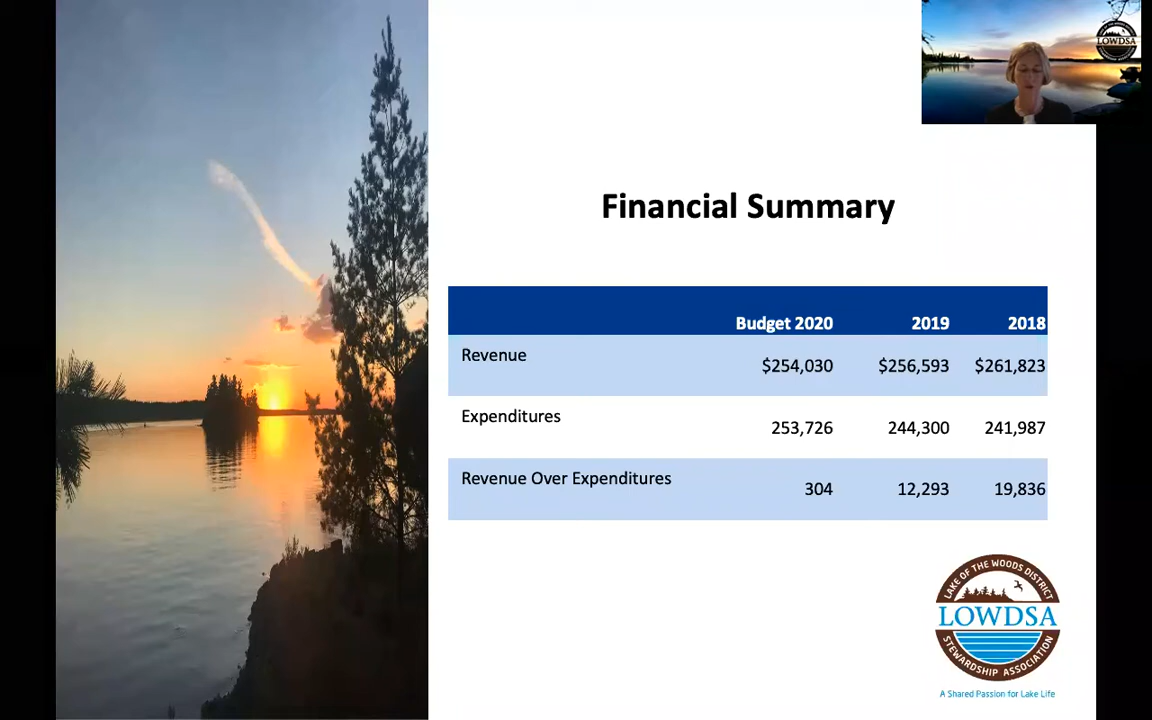 LOWDSA
Financial Summary
Budget 2020 2019 2018
Revenue $254,030 $256,593 $261,823
Expenditures 253,726 244,300 241,987
Revenue Over Expenditures 304 12,293 19,836
LAKE OF THE WOODS DISTRICT
LOWDSA
STEWARDSHIP ASSOCIATION
A Shared Passion for Lake Life